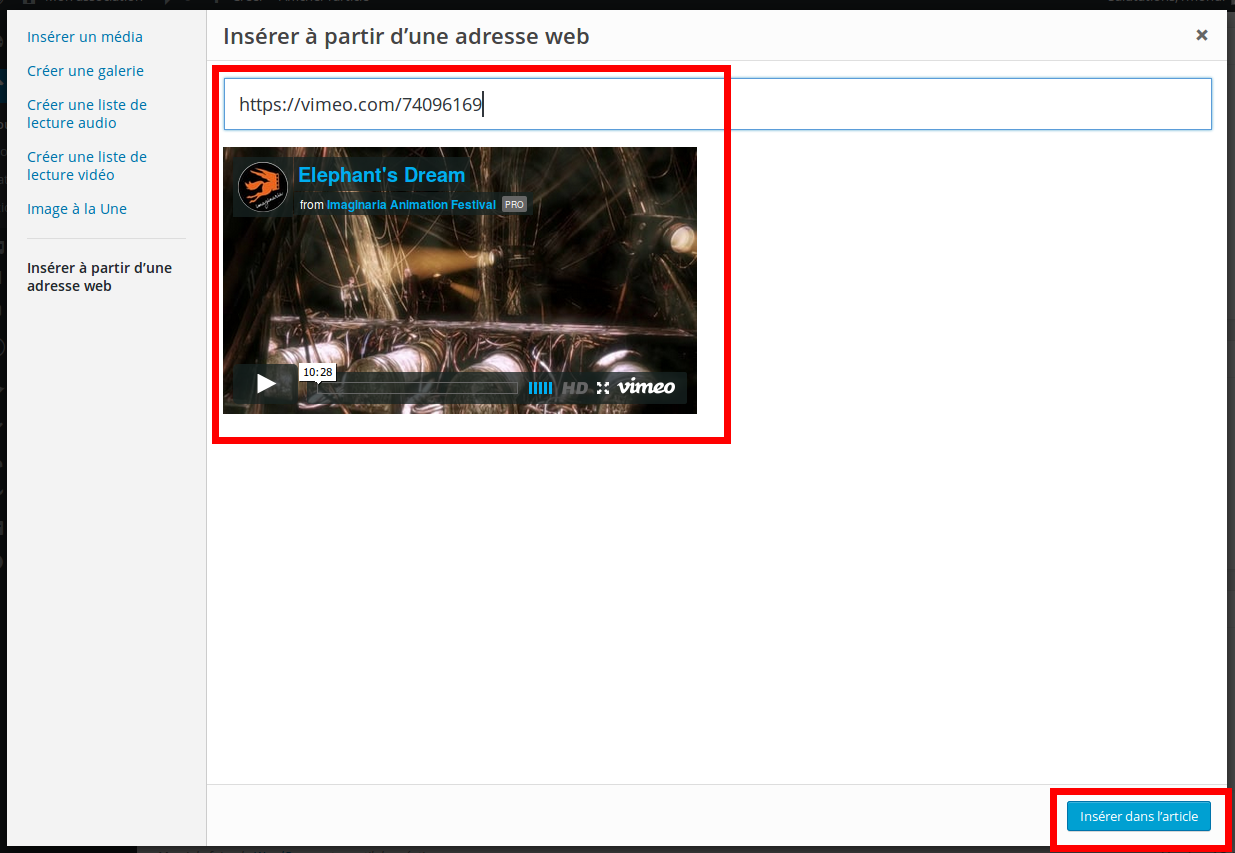 Insérer un média
Créer une galerie
Créer une liste de
lecture audio
Créer une liste de
lecture vidéo
Image à la Une
Insérer à partir d’une
adresse web
Insérer à partir d’une adresse web
×
https://vimeo.com/74096169
Elephant's Dream
from Imaginaria Animation Festival PRO
imaginaria
10:28
HD vimeo
Insérer dans l’article